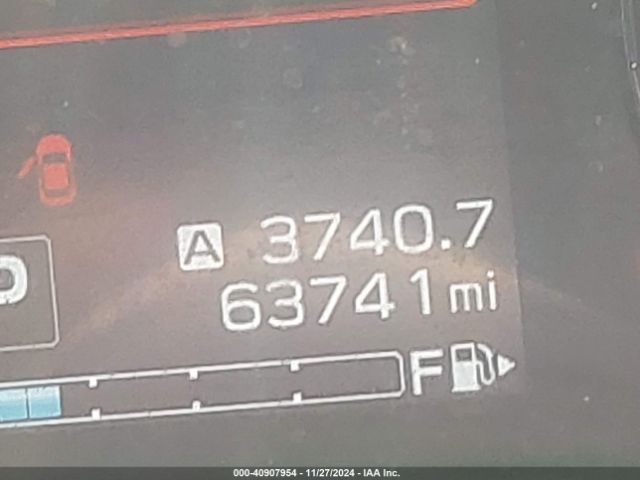 A 3740.7
63741 mi
F
000-40907954 - 11/27/2024 - IAA Inc.